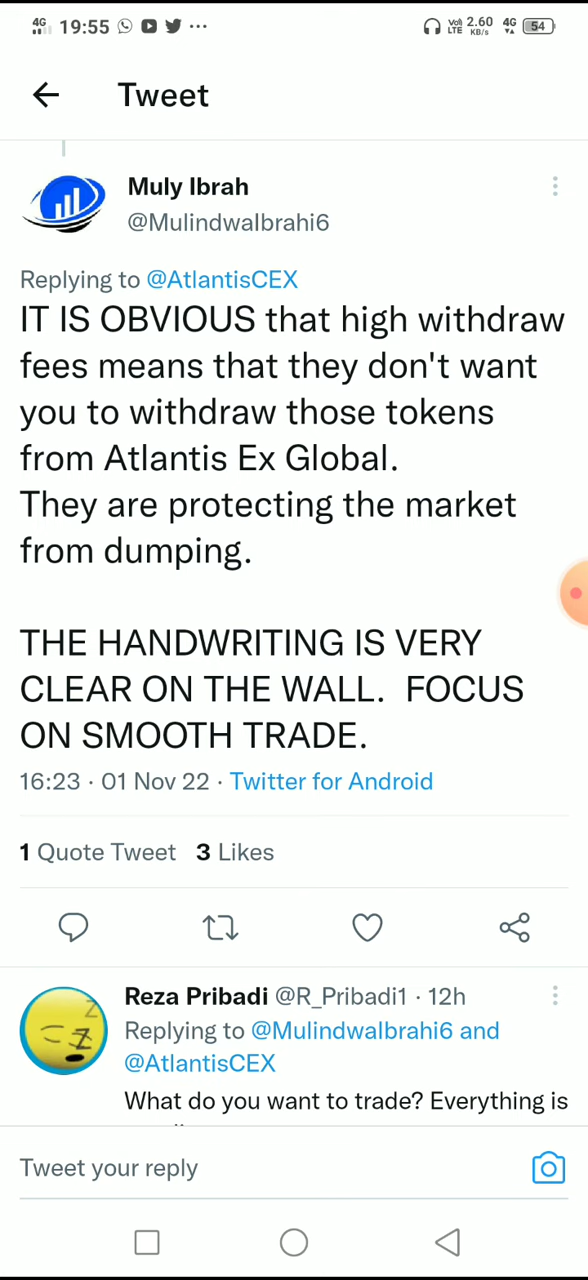 4G 19:55 ... Vo) LTE 2.60 KB/s 4G 54
Tweet
Muly Ibrah
@MulindwaIbrahi6
Replying to @AtlantisCEX
IT IS OBVIOUS that high withdraw
fees means that they don't want
you to withdraw those tokens
from Atlantis Ex Global.
They are protecting the market
from dumping.
THE HANDWRITING IS VERY
CLEAR ON THE WALL. FOCUS
ON SMOOTH TRADE.
16:23 · 01 Nov 22 · Twitter for Android
1 Quote Tweet 3 Likes
Reza Pribadi @R_Pribadi1 · 12h
Replying to @MulindwaIbrahi6 and
@AtlantisCEX
What do you want to trade? Everything is
Tweet your reply